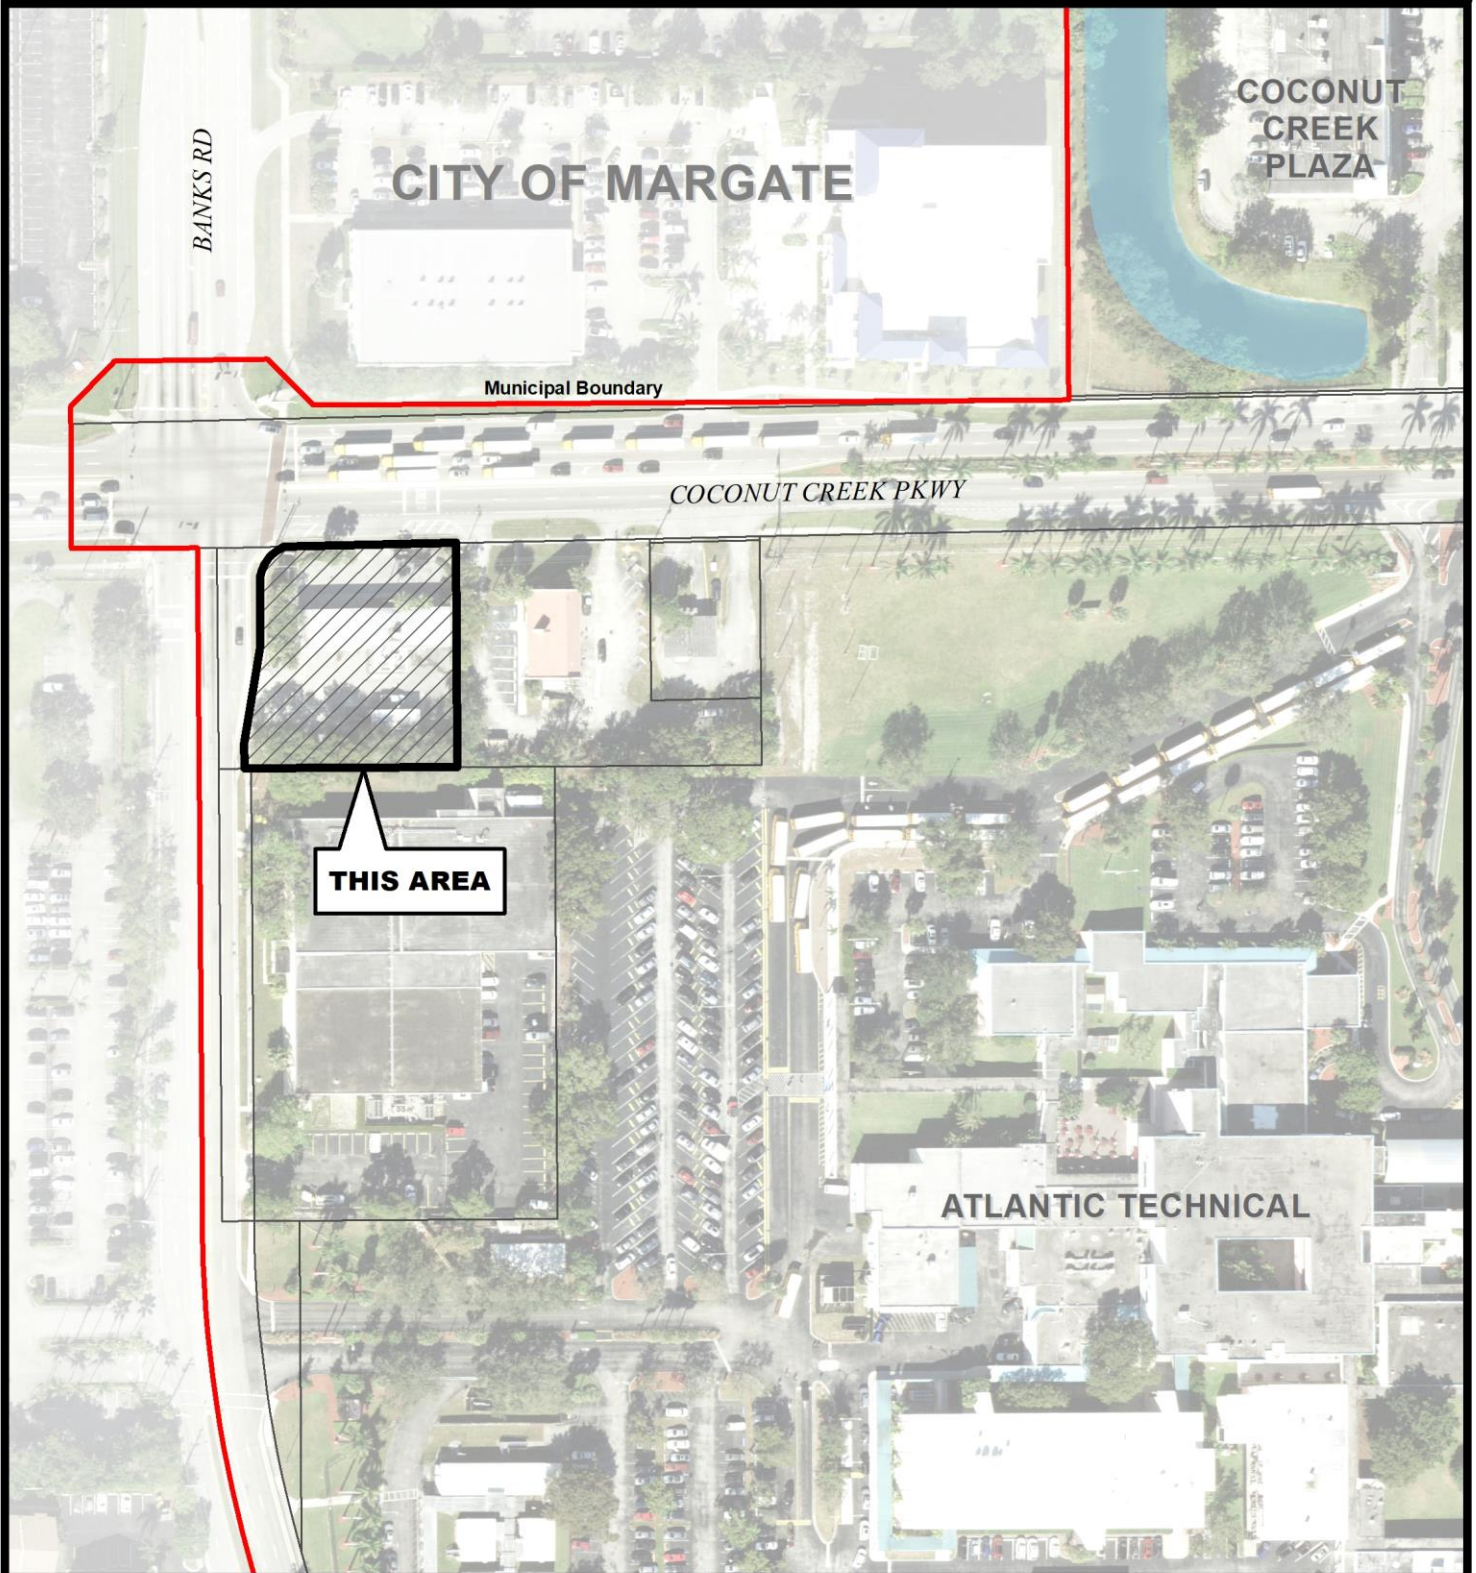 COCONUT
CREEK
PLAZA
BANKS RD
CITY OF MARGATE
Municipal Boundary
COCONUT CREEK PKWY
THIS AREA
ATLANTIC TECHNICAL